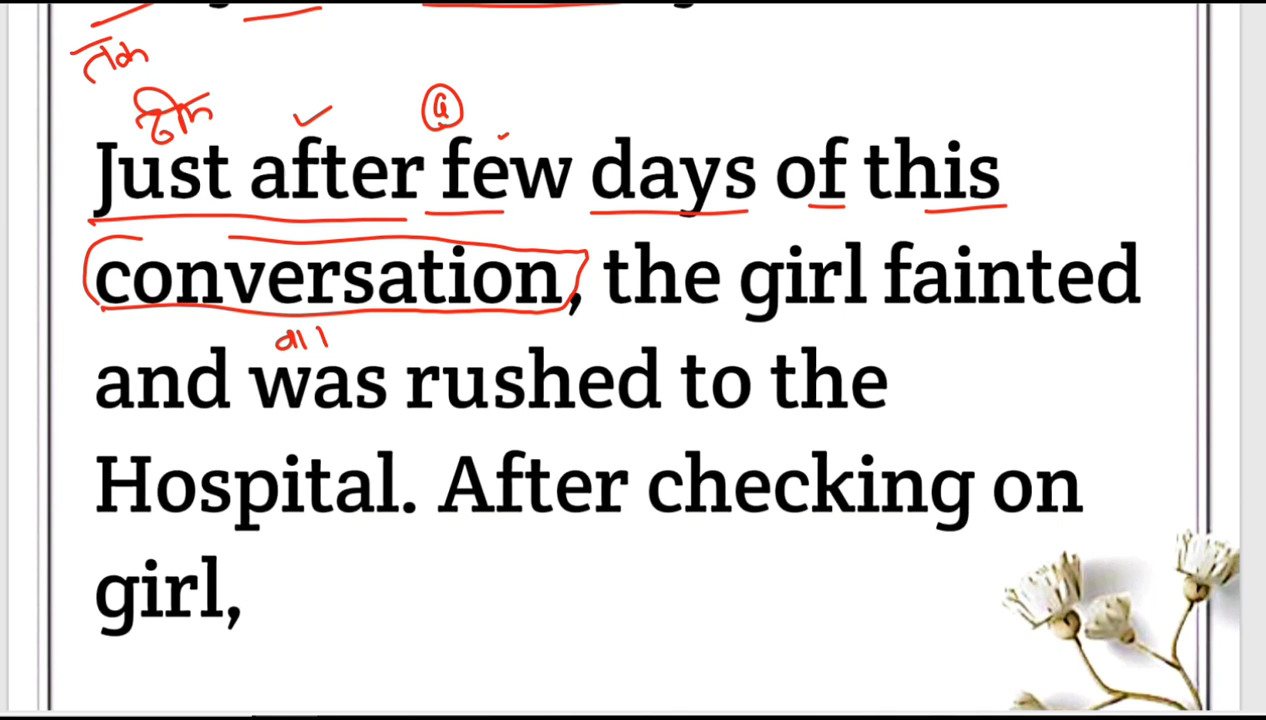 तक
ठीक
a
Just after few days of this
conversation, the girl fainted
and was rushed to the
Hospital. After checking on
girl,